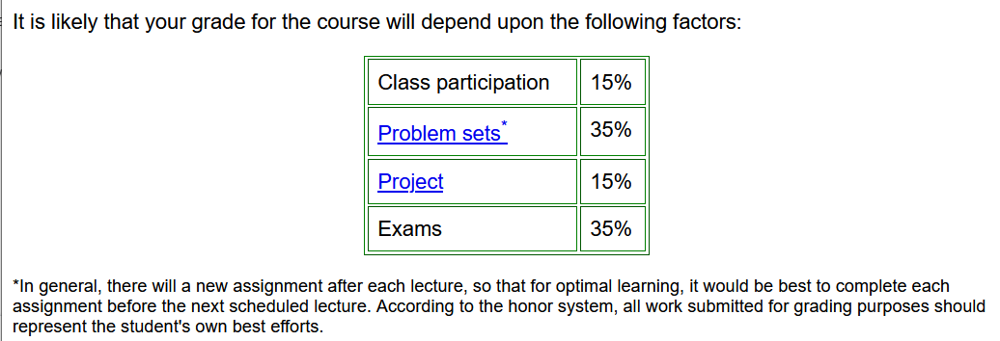 It is likely that your grade for the course will depend upon the following factors:
Class participation 15%
Problem sets* 35%
Project 15%
Exams 35%
*In general, there will a new assignment after each lecture, so that for optimal learning, it would be best to complete each
assignment before the next scheduled lecture. According to the honor system, all work submitted for grading purposes should
represent the student's own best efforts.